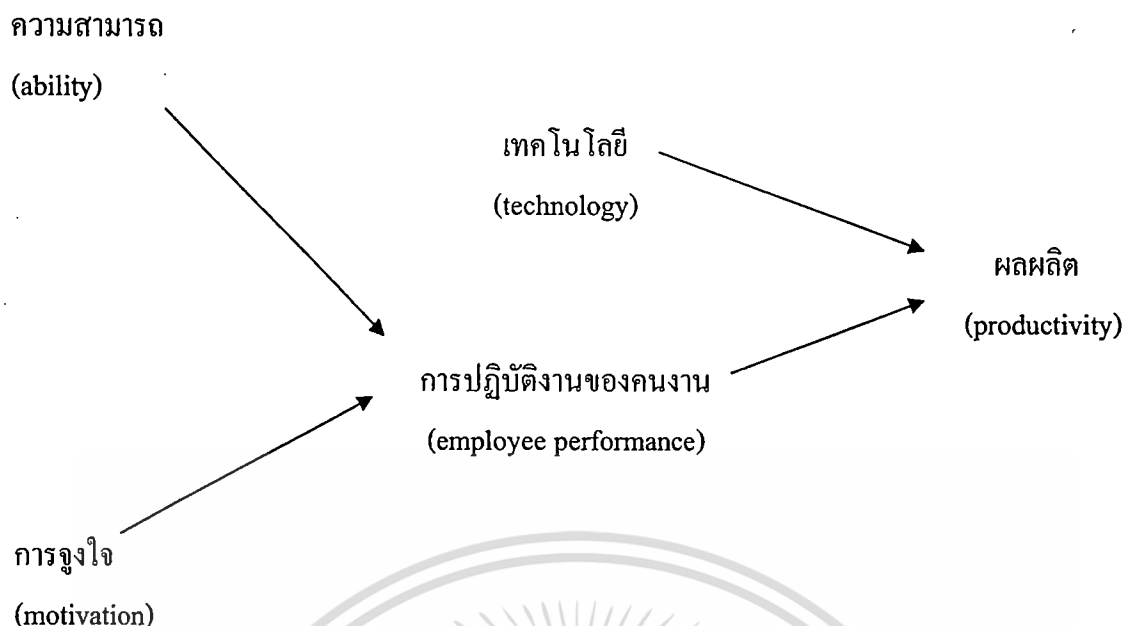 ความสามารถ
(ability)
เทคโนโลยี
(technology)
ผลผลิต
(productivity)
การปฏิบัติงานของคนงาน
(employee performance)
การจูงใจ
(motivation)